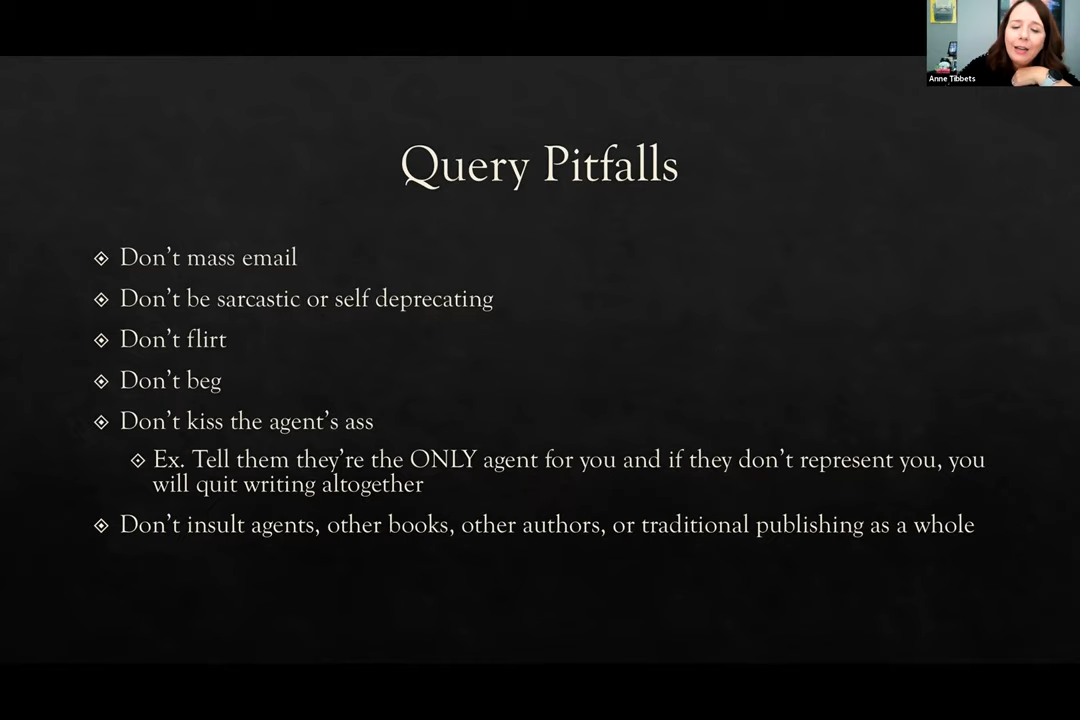 Anne Tibbets
Query Pitfalls
Don't mass email
Don't be sarcastic or self deprecating
Don't flirt
Don't beg
Don't kiss the agent's ass
Ex. Tell them they're the ONLY agent for you and if they don't represent you, you
will quit writing altogether
Don't insult agents, other books, other authors, or traditional publishing as a whole